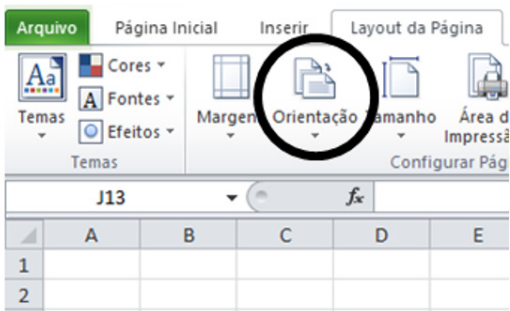 Arquivo Página Inicial Inserir Layout da Página
Aa Cores
A Fontes
Efeitos
Temas Margen Orientação amanho Área d
Impressã
Temas Configurar Pág
J13 fx
A B C D E
1
2